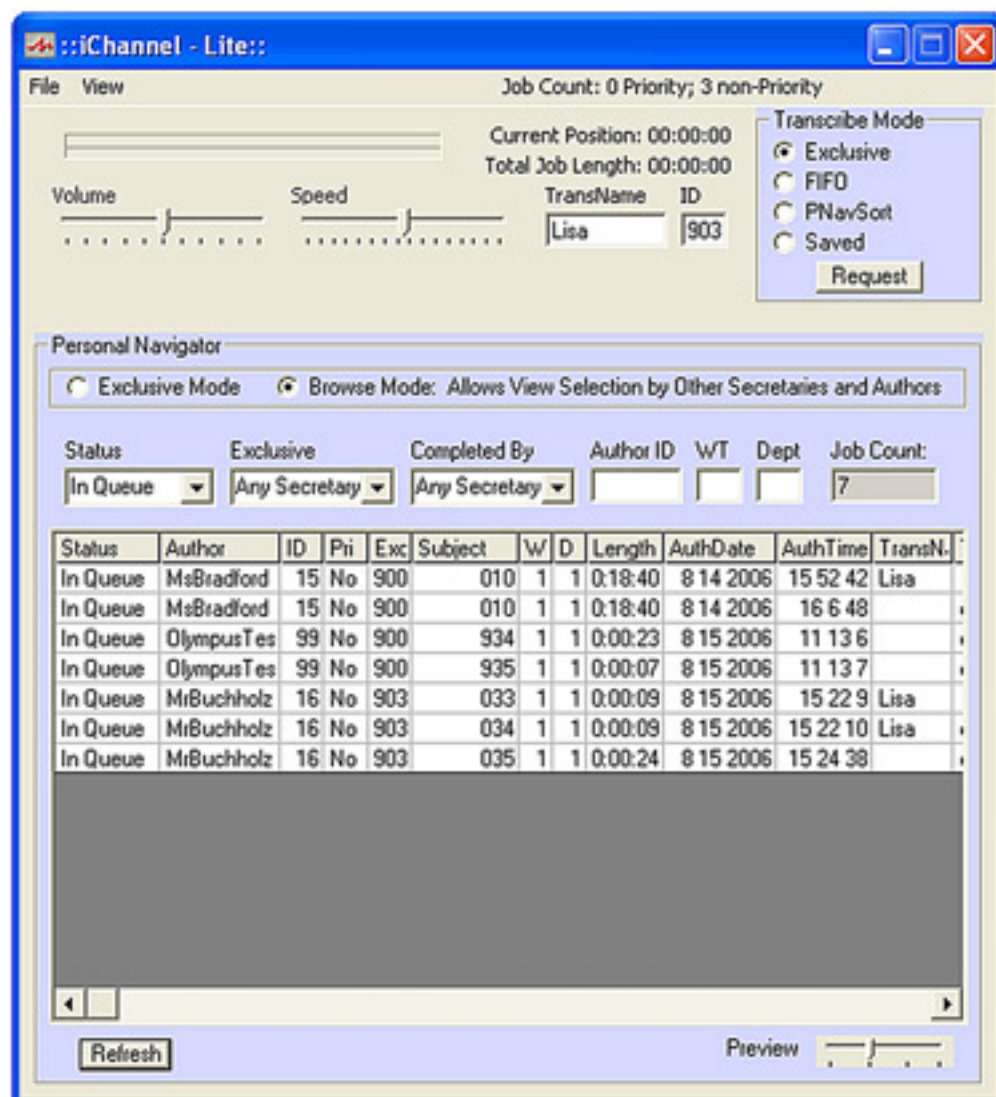 ::iChannel - Lite::
File View Job Count: 0 Priority; 3 non-Priority
Current Position: 00:00:00
Total Job Length: 00:00:00
Volume Speed TransName ID
Lisa 903
Transcribe Mode
Exclusive
FIFO
PNavSort
Saved
Request
Personal Navigator
Exclusive Mode Browse Mode: Allows View Selection by Other Secretaries and Authors
Status Exclusive Completed By Author ID WT Dept Job Count:
In Queue Any Secretary Any Secretary 7
Status Author ID Pri Exc Subject W D Length AuthDate AuthTime TransN
In Queue MsBradford 15 No 900 010 1 1 0:18:40 8 14 2006 15 52 42 Lisa
In Queue MsBradford 15 No 900 010 1 1 0:18:40 8 14 2006 16 6 48
In Queue OlympusTes 99 No 900 934 1 1 0:00:23 8 15 2006 11 13 6
In Queue OlympusTes 99 No 900 935 1 1 0:00:07 8 15 2006 11 13 7
In Queue MrBuchholz 16 No 903 033 1 1 0:00:09 8 15 2006 15 22 9 Lisa
In Queue MrBuchholz 16 No 903 034 1 1 0:00:09 8 15 2006 15 22 10 Lisa
In Queue MrBuchholz 16 No 903 035 1 1 0:00:24 8 15 2006 15 24 38
Refresh Preview